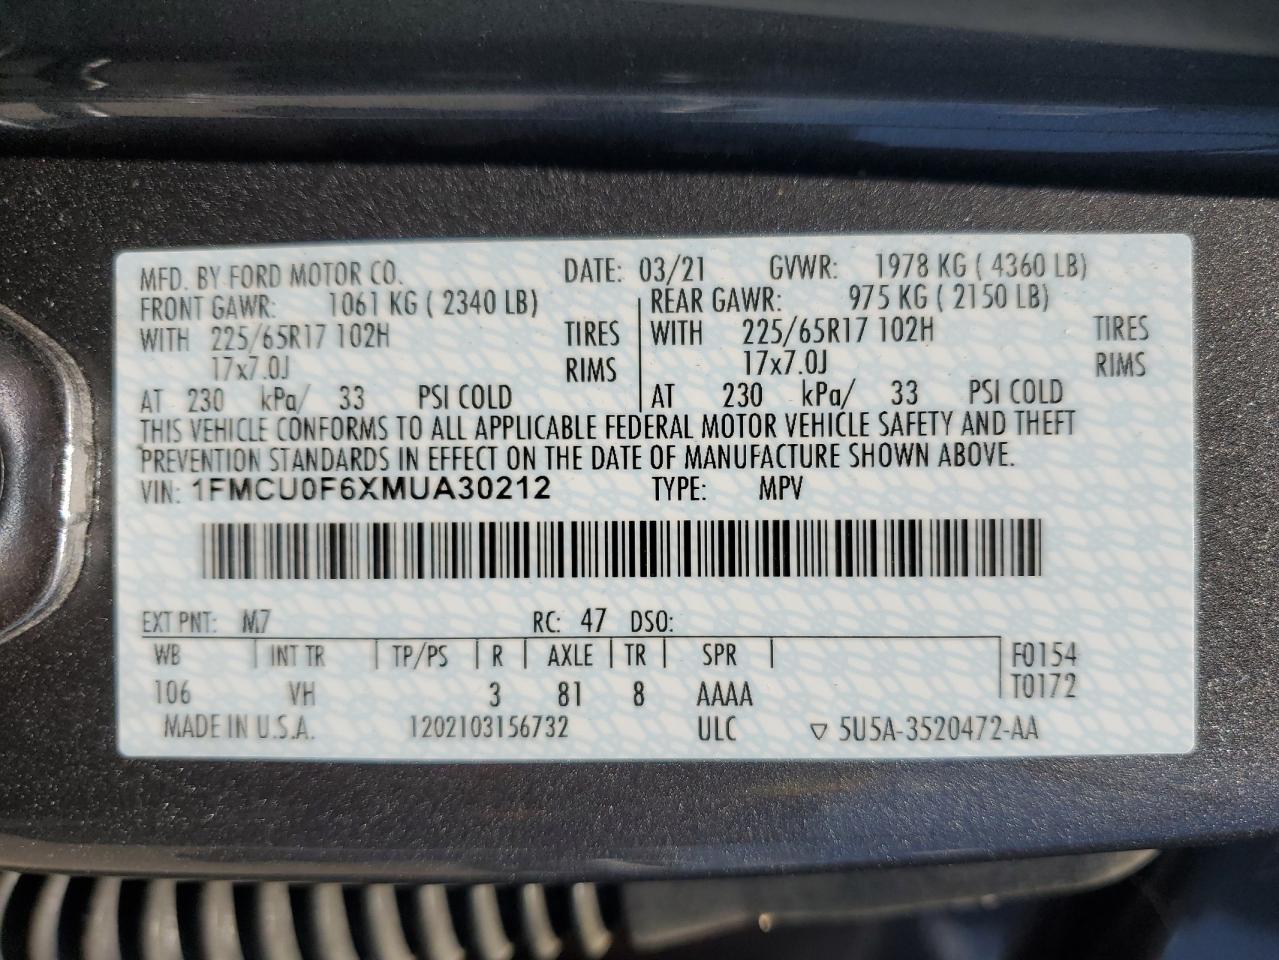 MFD. BY FORD MOTOR CO. DATE: 03/21 GVWR: 1978 KG ( 4360 LB)
FRONT GAWR: 1061 KG ( 2340 LB) REAR GAWR: 975 KG ( 2150 LB)
WITH 225/65R17 102H TIRES WITH 225/65R17 102H TIRES
17x7.0J RIMS 17x7.0J RIMS
AT 230 kPa/ 33 PSI COLD AT 230 kPa/ 33 PSI COLD
THIS VEHICLE CONFORMS TO ALL APPLICABLE FEDERAL MOTOR VEHICLE SAFETY AND THEFT
PREVENTION STANDARDS IN EFFECT ON THE DATE OF MANUFACTURE SHOWN ABOVE.
VIN: 1FMCU0F6XMUA30212 TYPE: MPV
EXT PNT: M7 RC: 47 DSO:
WB INT TR TP/PS R AXLE TR SPR F0154
106 VH 3 81 8 AAAA T0172
MADE IN U.S.A. 1202103156732 ULC ▽ 5U5A-3520472-AA